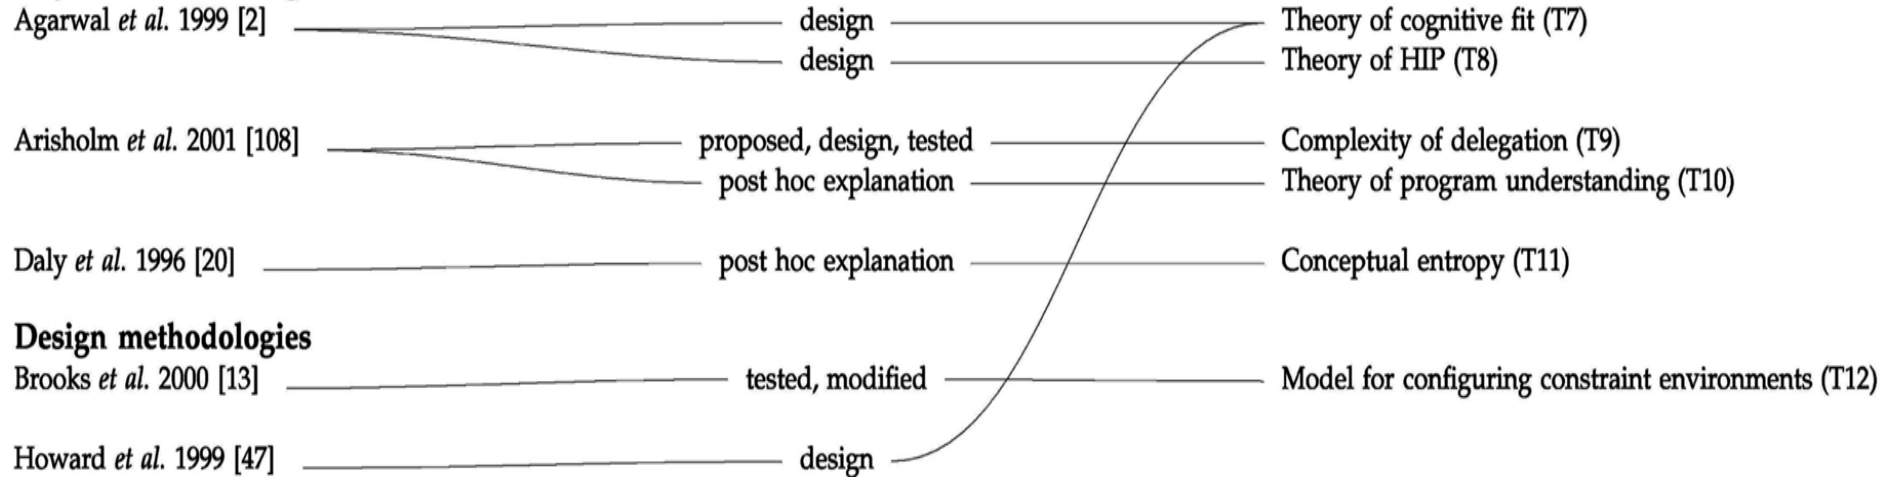 Agarwal et al. 1999 [2] design Theory of cognitive fit (T7)
design Theory of HIP (T8)
Arisholm et al. 2001 [108] proposed, design, tested Complexity of delegation (T9)
post hoc explanation Theory of program understanding (T10)
Daly et al. 1996 [20] post hoc explanation Conceptual entropy (T11)
Design methodologies
Brooks et al. 2000 [13] tested, modified Model for configuring constraint environments (T12)
Howard et al. 1999 [47] design